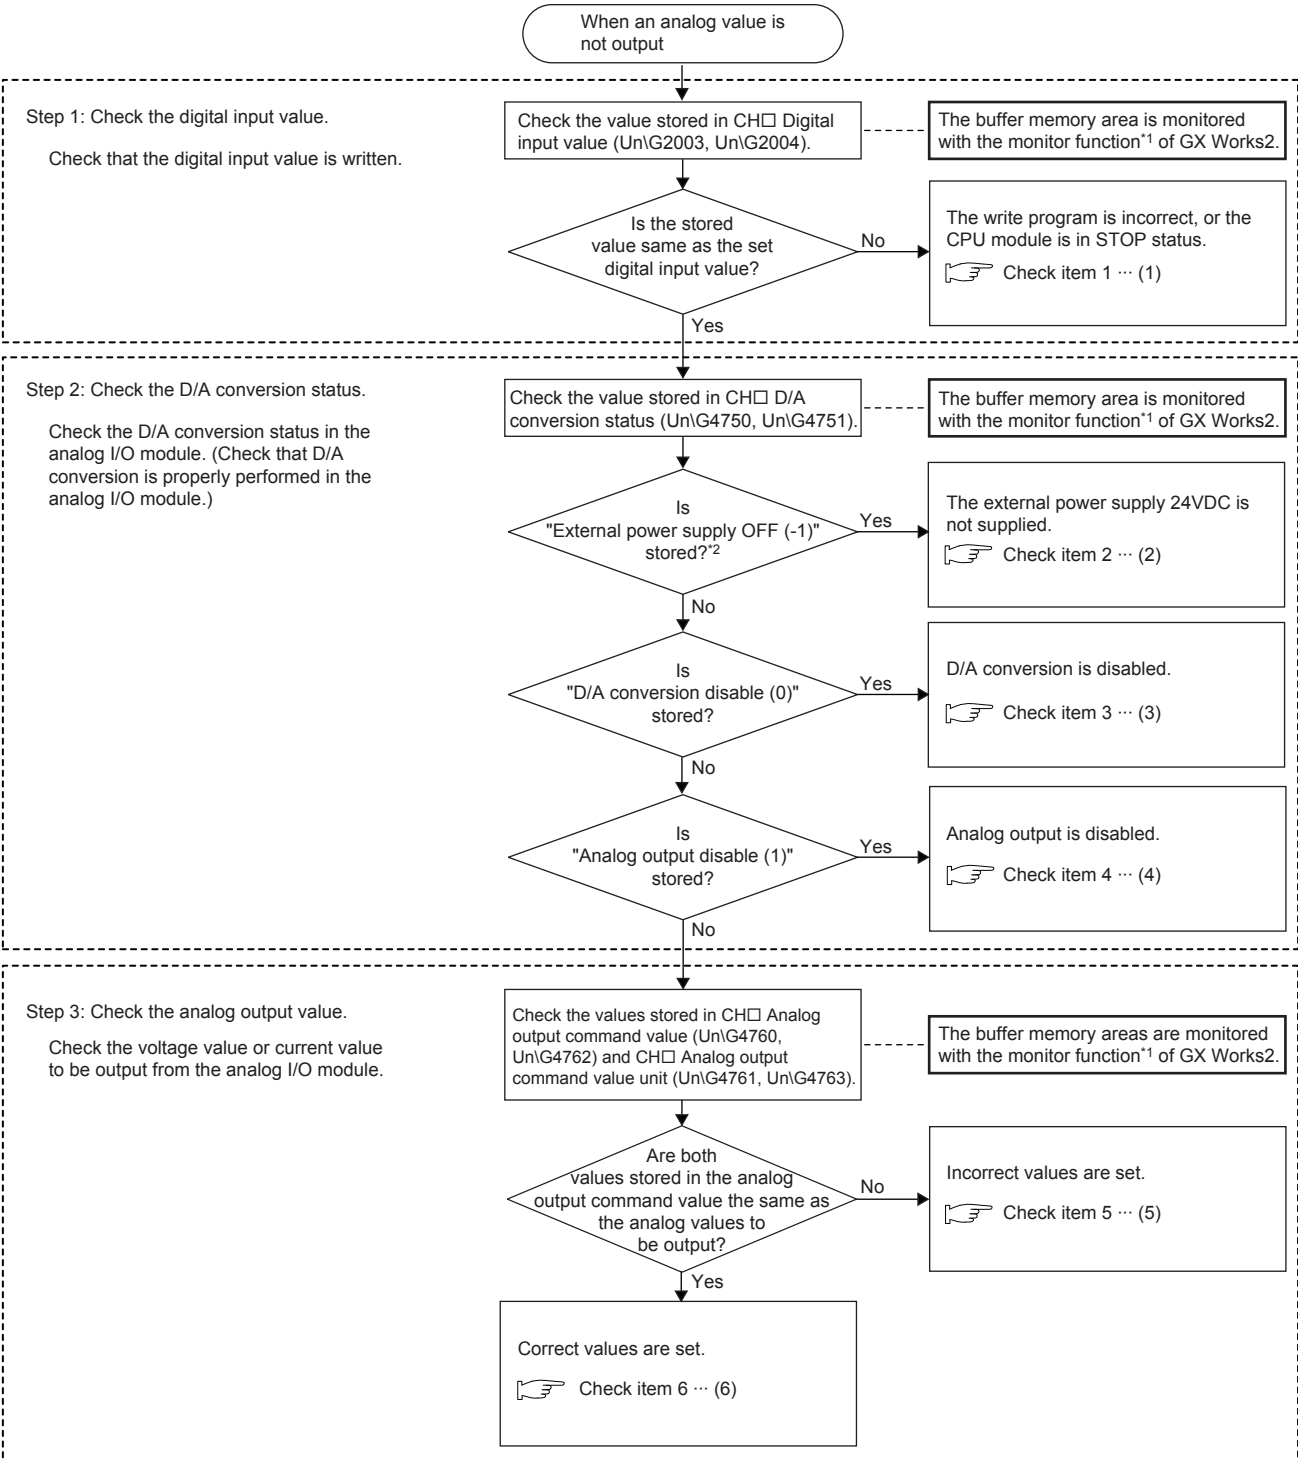 When an analog value is
not output
Step 1: Check the digital input value.
Check that the digital input value is written.
Check the value stored in CH□ Digital
input value (Un\G2003, Un\G2004).
The buffer memory area is monitored
with the monitor function*1 of GX Works2.
Is the stored
value same as the set
digital input value?
No
The write program is incorrect, or the
CPU module is in STOP status.
Check item 1 ··· (1)
Yes
Step 2: Check the D/A conversion status.
Check the D/A conversion status in the
analog I/O module. (Check that D/A
conversion is properly performed in the
analog I/O module.)
Check the value stored in CH□ D/A
conversion status (Un\G4750, Un\G4751).
The buffer memory area is monitored
with the monitor function*1 of GX Works2.
Is
"External power supply OFF (-1)"
stored?*2
Yes
The external power supply 24VDC is
not supplied.
Check item 2 ··· (2)
No
Is
"D/A conversion disable (0)"
stored?
Yes
D/A conversion is disabled.
Check item 3 ··· (3)
No
Is
"Analog output disable (1)"
stored?
Yes
Analog output is disabled.
Check item 4 ··· (4)
No
Step 3: Check the analog output value.
Check the voltage value or current value
to be output from the analog I/O module.
Check the values stored in CH□ Analog
output command value (Un\G4760,
Un\G4762) and CH□ Analog output
command value unit (Un\G4761, Un\G4763).
The buffer memory areas are monitored
with the monitor function*1 of GX Works2.
Are both
values stored in the analog
output command value the same as
the analog values to
be output?
No
Incorrect values are set.
Check item 5 ··· (5)
Yes
Correct values are set.
Check item 6 ··· (6)